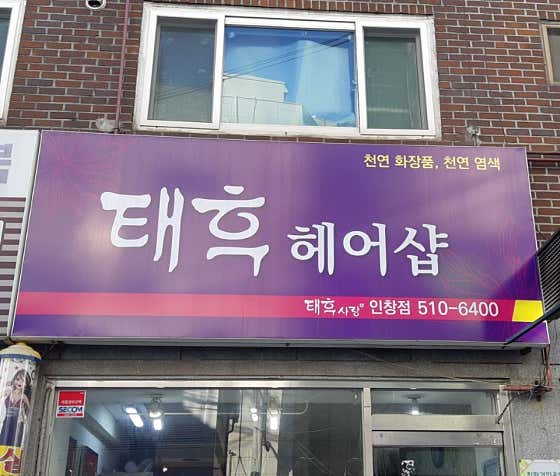 천연 화장품, 천연 염색
태흑 헤어샵
태흑사랑 인창점 510-6400
SECOM